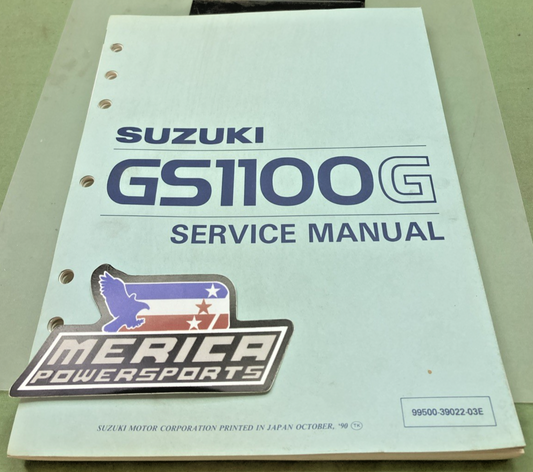 SUZUKI
GS1100G
SERVICE MANUAL
MERICA
POWERSPORTS
99500-39022-03E
SUZUKI MOTOR CORPORATION PRINTED IN JAPAN OCTOBER, '90